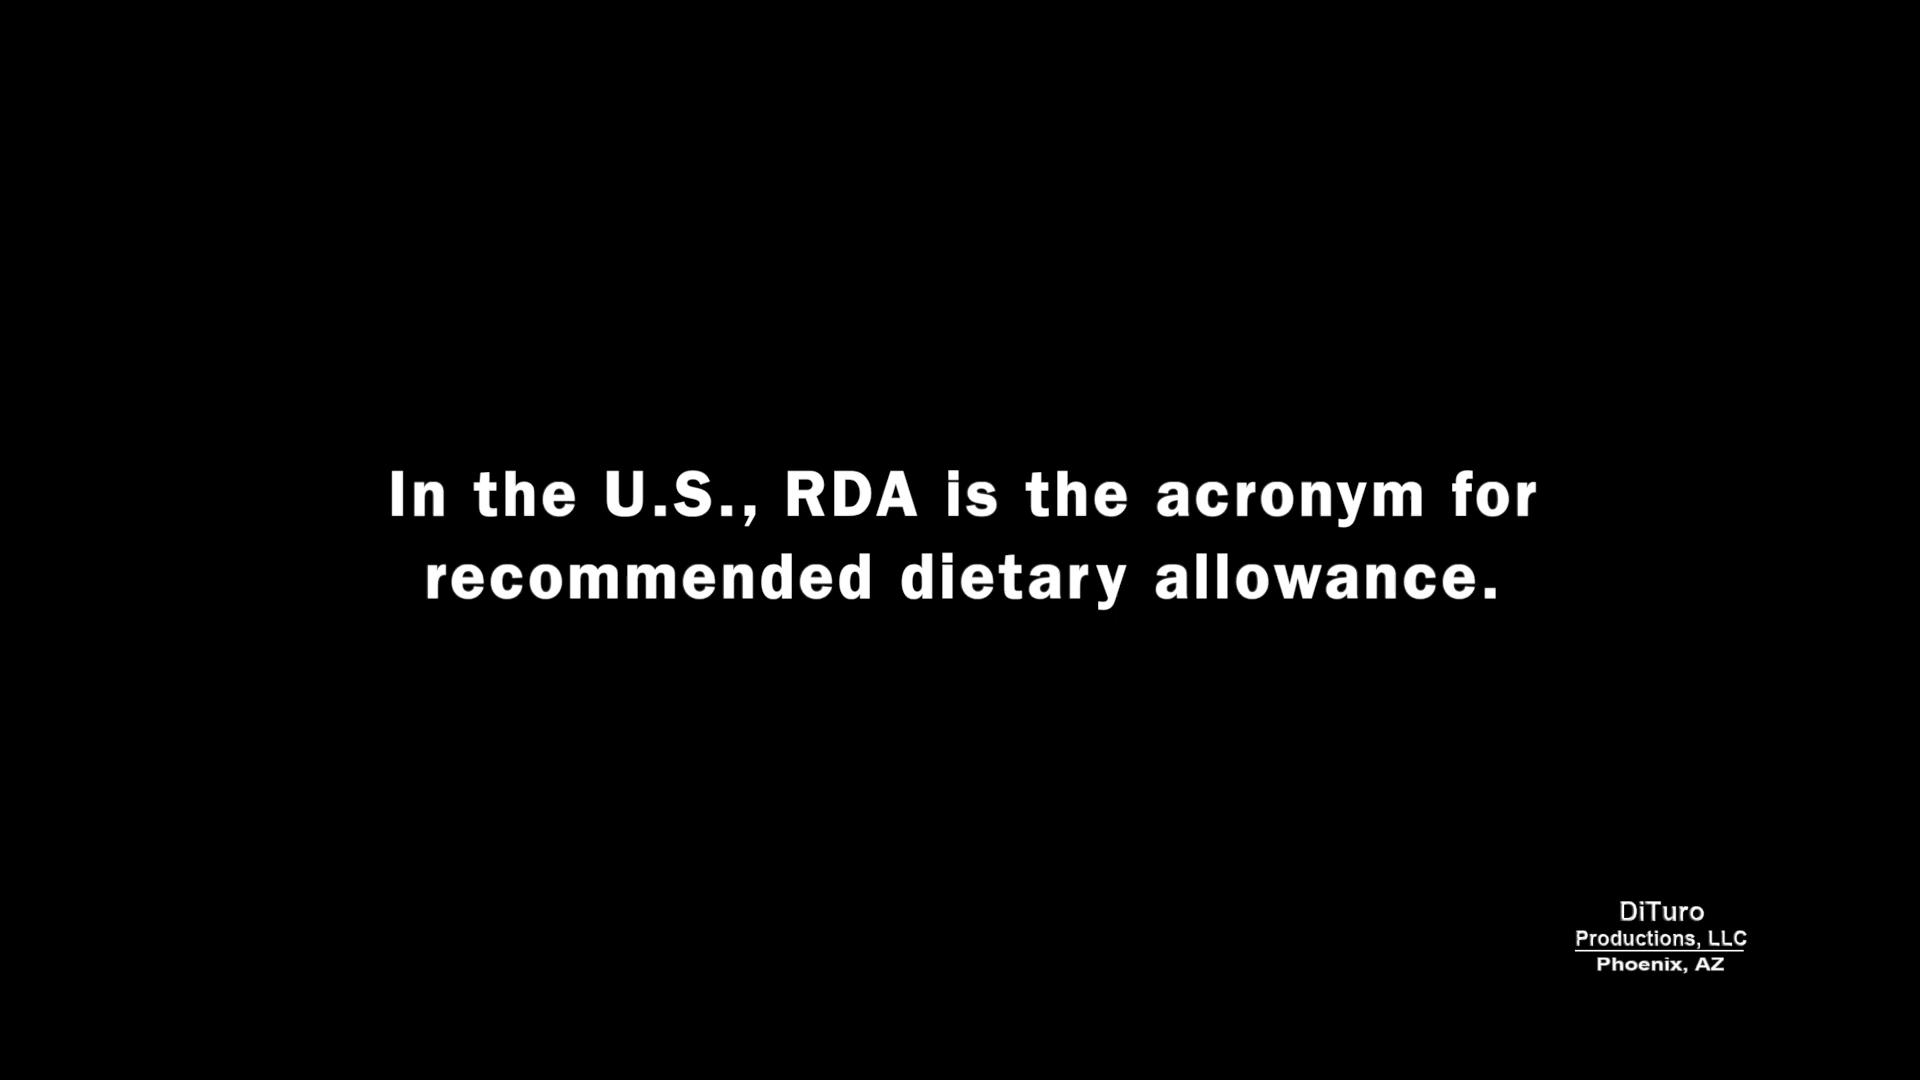 In the U.S., RDA is the acronym for
recommended dietary allowance.
DiTuro
Productions, LLC
Phoenix, AZ